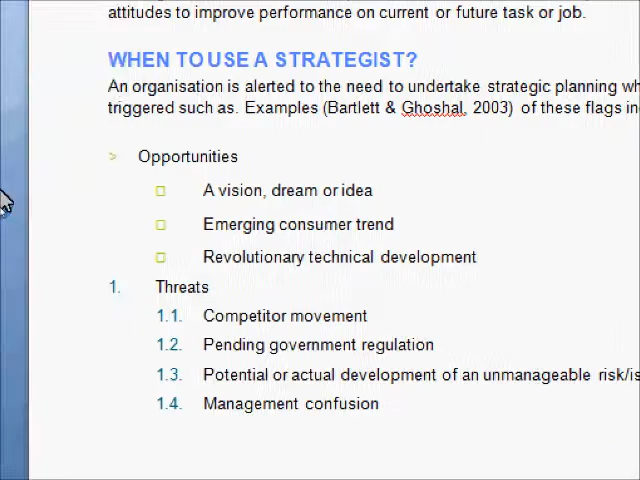 attitudes to improve performance on current or future task or job.
WHEN TO USE A STRATEGIST?
An organisation is alerted to the need to undertake strategic planning
triggered such as. Examples (Bartlett & Ghoshal, 2003) of these flags
> Opportunities
A vision, dream or idea
Emerging consumer trend
Revolutionary technical development
1. Threats
1.1. Competitor movement
1.2. Pending government regulation
1.3. Potential or actual development of an unmanageable risk/is
1.4. Management confusion